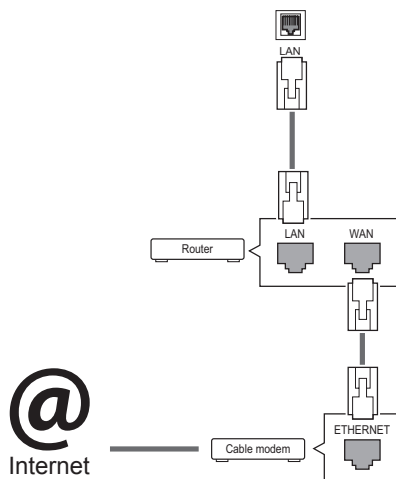 LAN
LAN WAN
Router
ETHERNET
@
Internet
Cable modem